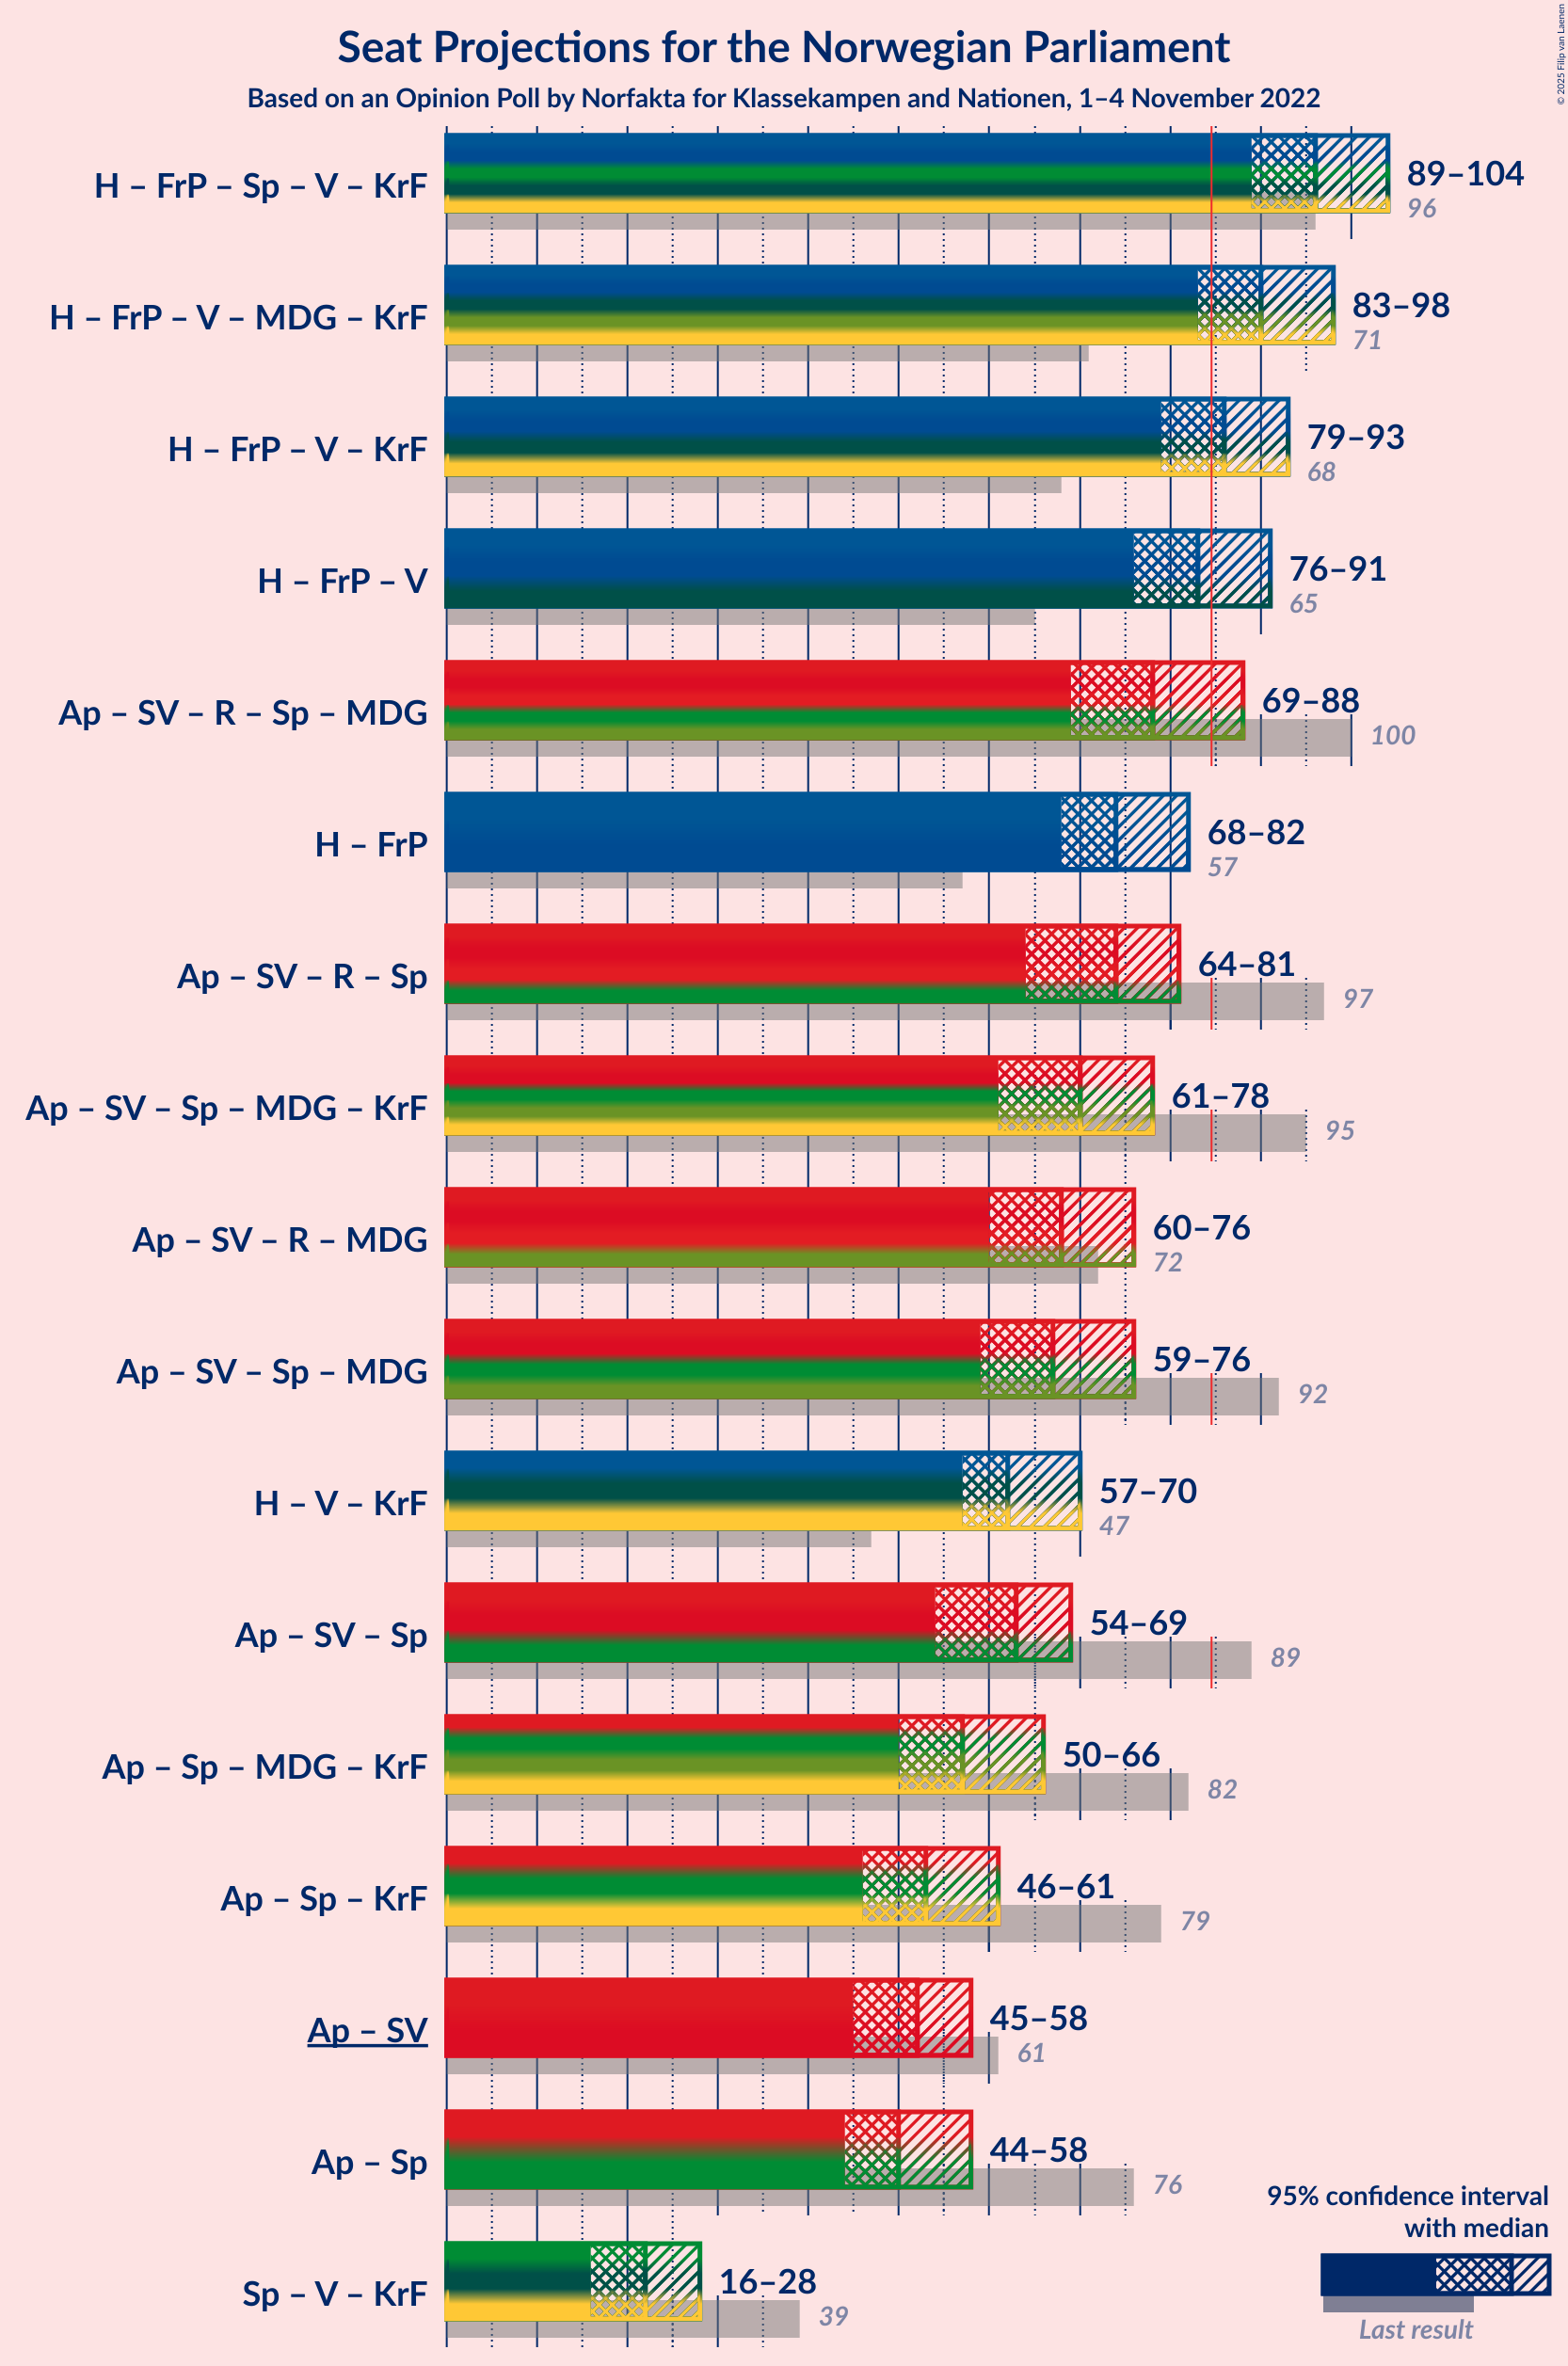 Seat Projections for the Norwegian Parliament
Based on an Opinion Poll by Norfakta for Klassekampen and Nationen, 1–4 November 2022
© 2025 Filip van Laenen
H – FrP – Sp – V – KrF
89–104
96
H – FrP – V – MDG – KrF
83–98
71
H – FrP – V – KrF
79–93
68
H – FrP – V
76–91
65
Ap – SV – R – Sp – MDG
69–88
100
H – FrP
68–82
57
Ap – SV – R – Sp
64–81
97
Ap – SV – Sp – MDG – KrF
61–78
95
Ap – SV – R – MDG
60–76
72
Ap – SV – Sp – MDG
59–76
92
H – V – KrF
57–70
47
Ap – SV – Sp
54–69
89
Ap – Sp – MDG – KrF
50–66
82
Ap – Sp – KrF
46–61
79
Ap – SV
45–58
61
Ap – Sp
44–58
76
Sp – V – KrF
16–28
39
95% confidence interval
with median
Last result